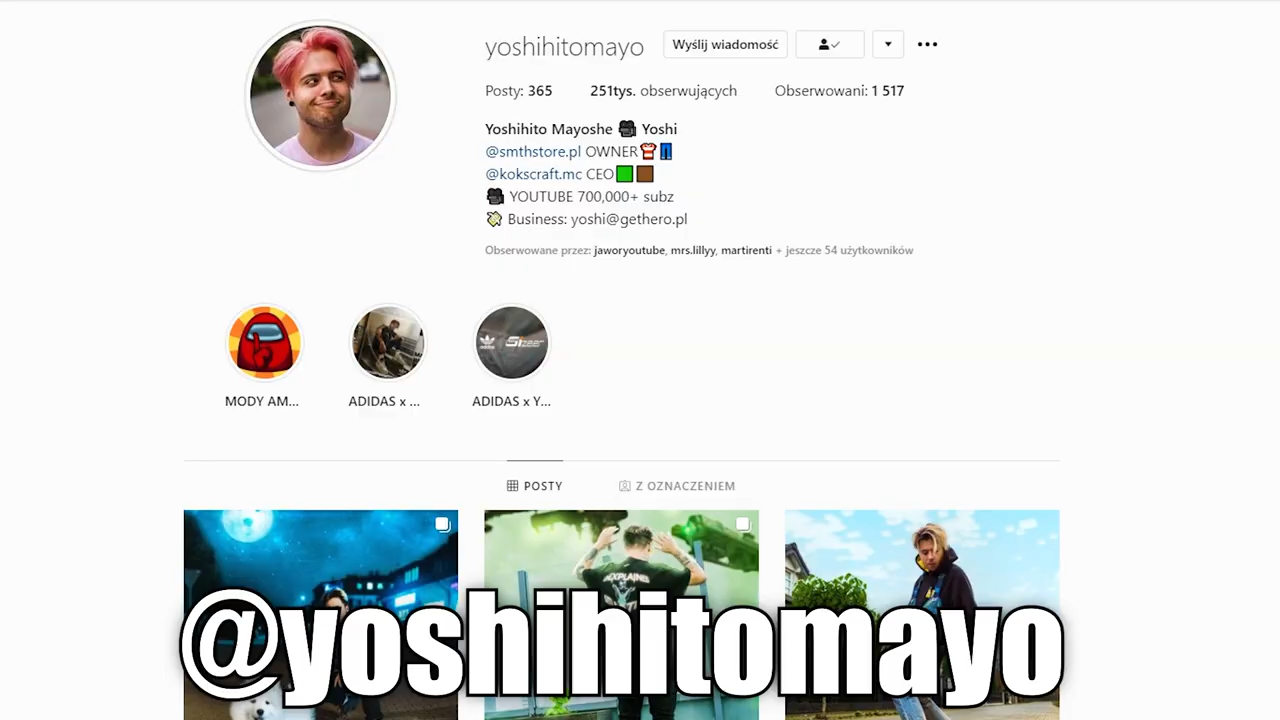 yoshihitomayo
Wyślij wiadomość
Posty: 365
251tys. obserwujących
Obserwowani: 1 517
Yoshihito Mayoshe 🎥 Yoshi
@smthstore.pl OWNER👕👖
@kokscraft.mc CEO🟩🟫
🎥 YOUTUBE 700,000+ subz
💸 Business: yoshi@gethero.pl
Obserwowane przez: jaworyoutube, mrs.lillyy, martirenti + jeszcze 54 użytkowników
MODY AM...
ADIDAS x ...
ADIDAS x Y...
POSTY
Z OZNACZENIEM
@yoshihitomayo